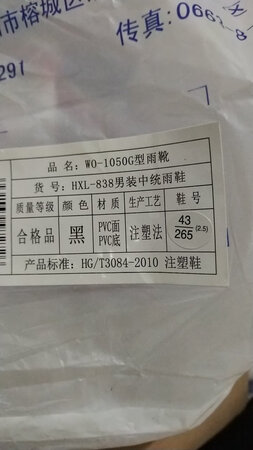 市榕城区
传真：0663-8
291
品 名：WO-1050G型雨靴
货 号：HXL-838男装中统雨鞋
质量等级 颜 色 材 质 生产工艺 鞋 号
合格品 黑 PVC面 PVC底 注塑法 43/265 (2.5)
产品标准：HG/T3084-2010 注塑鞋